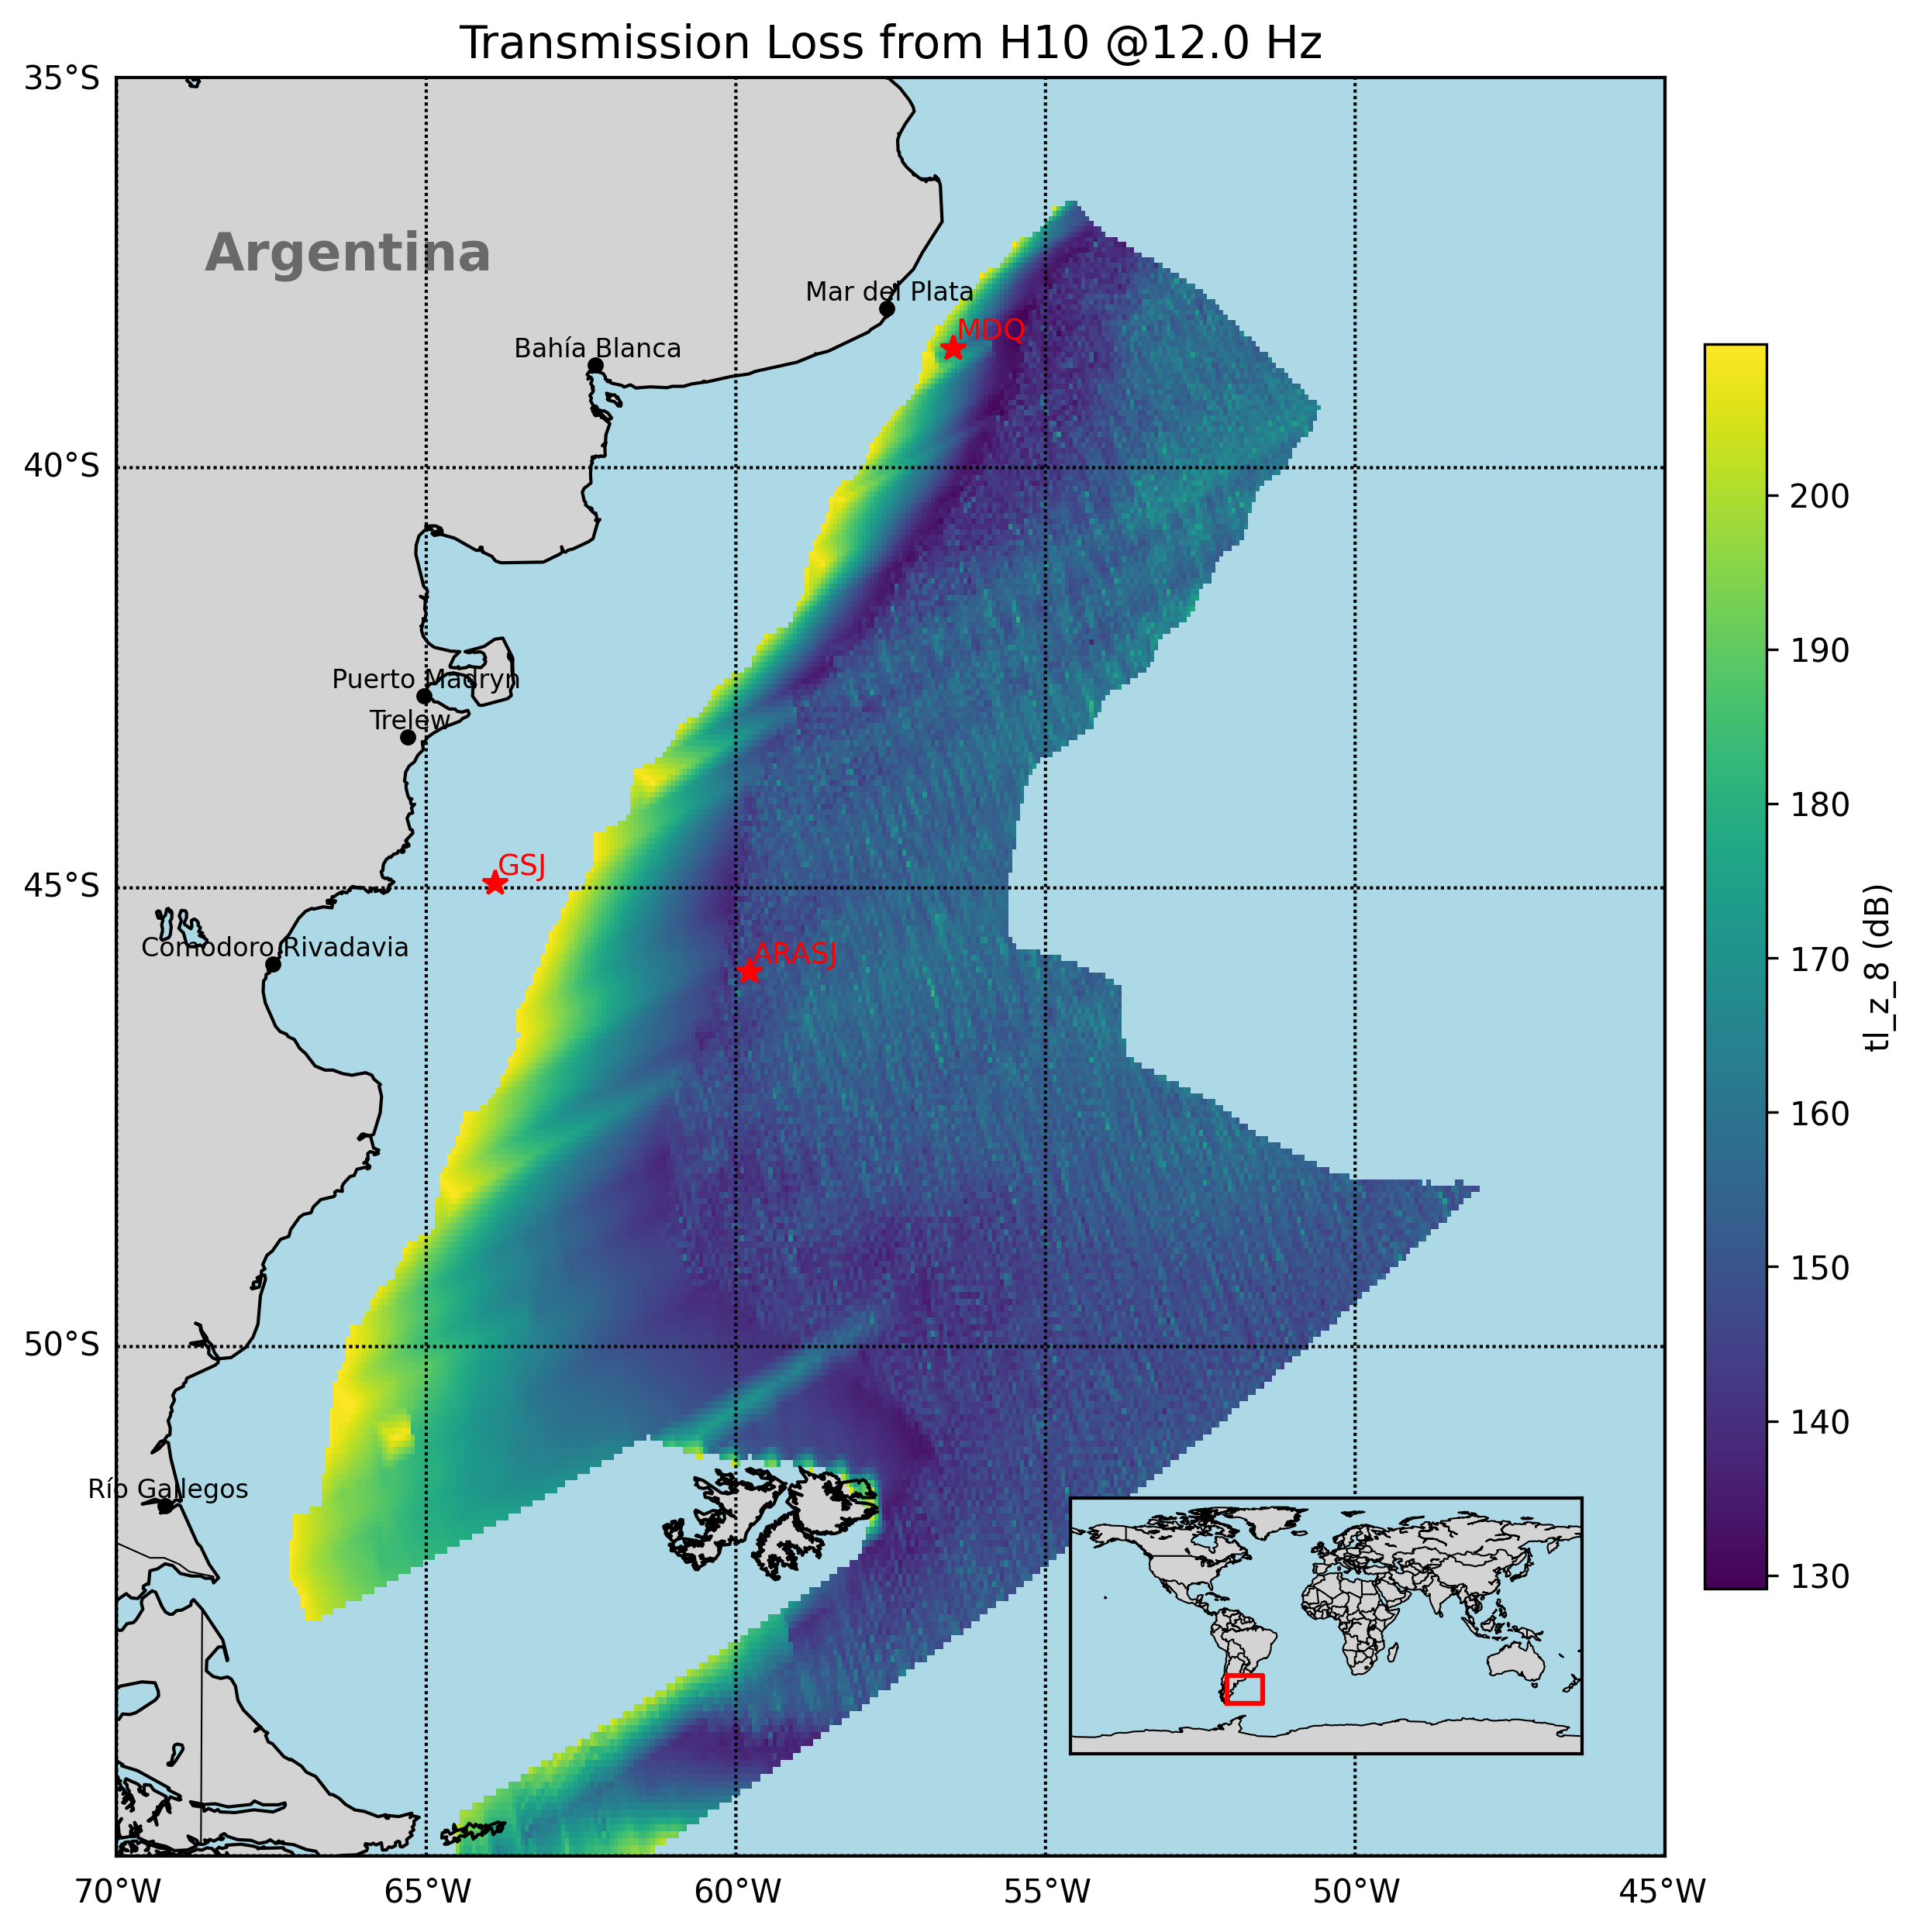 Transmission Loss from H10 @12.0 Hz
35°S
40°S
45°S
50°S
70°W
65°W
60°W
55°W
50°W
45°W
Argentina
Mar del Plata
MDQ
Bahía Blanca
Puerto Madryn
Trelew
GSJ
ARASJ
Comodoro Rivadavia
Río Gallegos
200
190
180
170
160
150
140
130
tl_z_8 (dB)